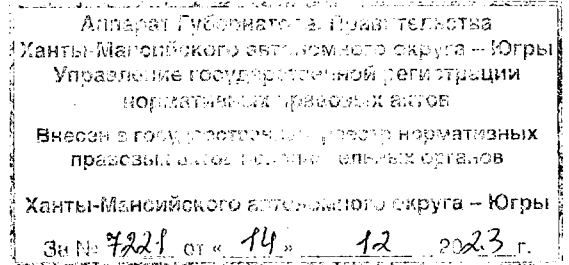 Аппарат Губернатора, Правительства
Ханты-Мансийского автономного округа – Югры
Управление государственной регистрации
нормативных правовых актов
Внесен в государственный реестр нормативных
правовых актов исполнительных органов
Ханты-Мансийского автономного округа – Югры
За № 7221 от « 14 » 12 2023 г.